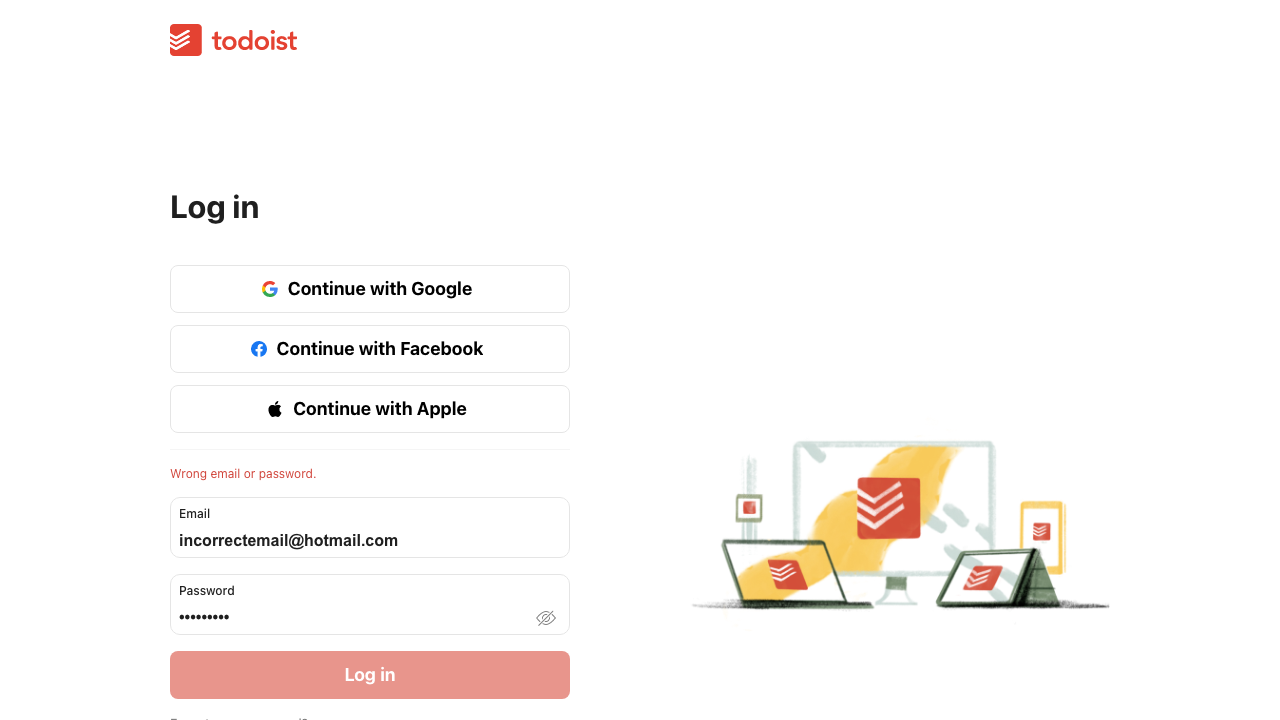 todoist
Log in
Continue with Google
Continue with Facebook
Continue with Apple
Wrong email or password.
Email
incorrectemail@hotmail.com
Password
•••••••••
Log in